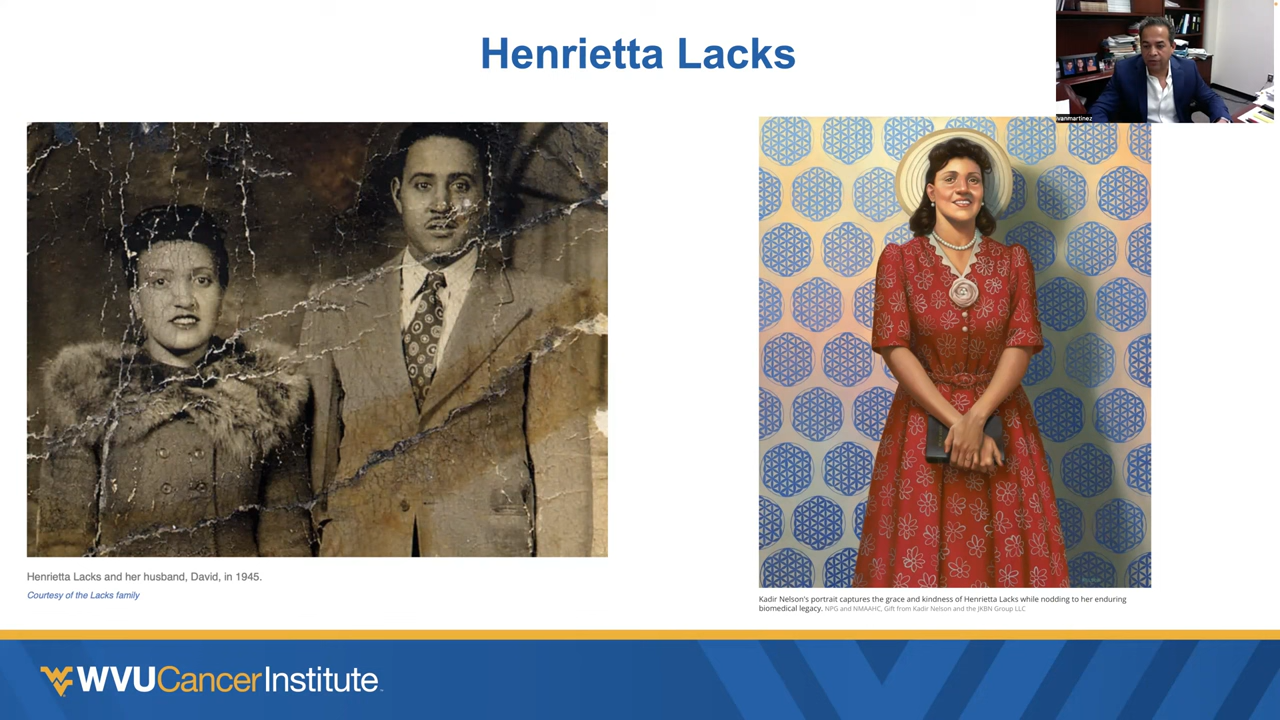 Henrietta Lacks
ivanmartinez
Henrietta Lacks and her husband, David, in 1945.
Courtesy of the Lacks family
Kadir Nelson's portrait captures the grace and kindness of Henrietta Lacks while nodding to her enduring
biomedical legacy. NPG and NMAAHC, Gift from Kadir Nelson and the JKBN Group LLC
WVUCancerInstitute